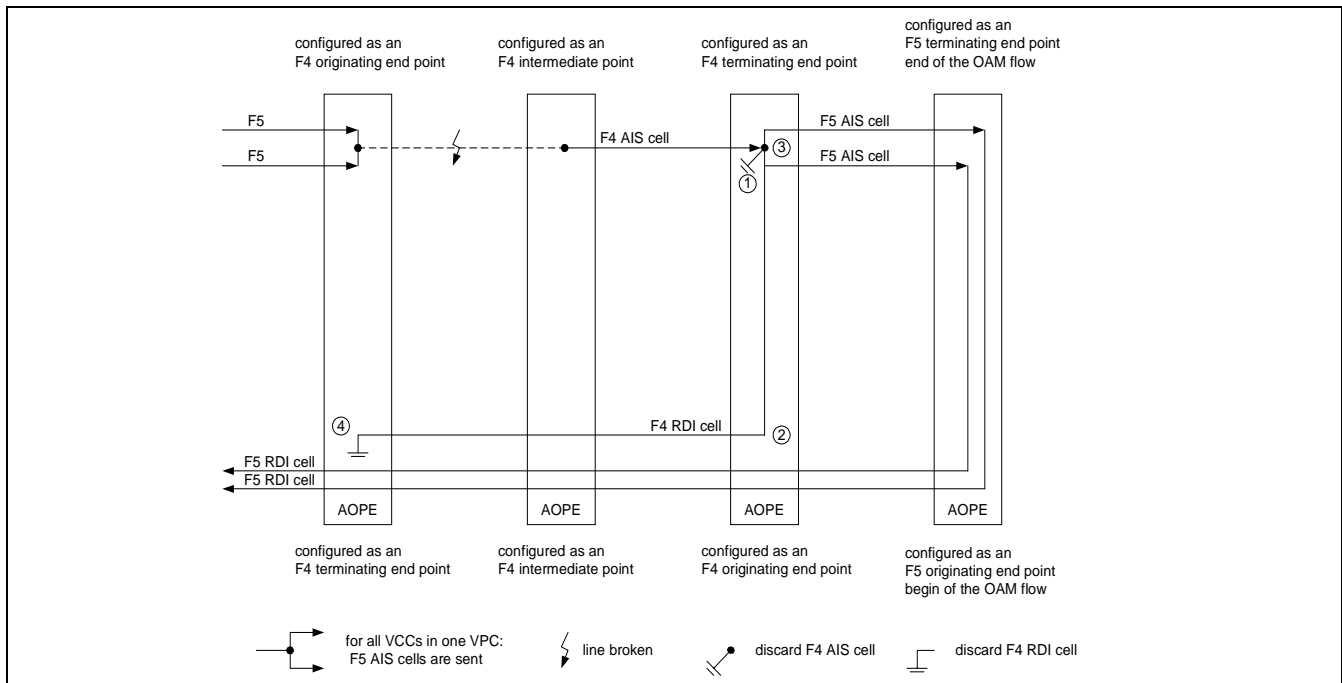 configured as an
F4 originating end point
configured as an
F4 intermediate point
configured as an
F4 terminating end point
configured as an
F5 terminating end point
end of the OAM flow
F5
F5
F4 AIS cell
F5 AIS cell
F5 AIS cell
3
1
4
F4 RDI cell
2
F5 RDI cell
F5 RDI cell
AOPE
AOPE
AOPE
AOPE
configured as an
F4 terminating end point
configured as an
F4 intermediate point
configured as an
F4 originating end point
configured as an
F5 originating end point
begin of the OAM flow
for all VCCs in one VPC:
F5 AIS cells are sent
line broken
discard F4 AIS cell
discard F4 RDI cell